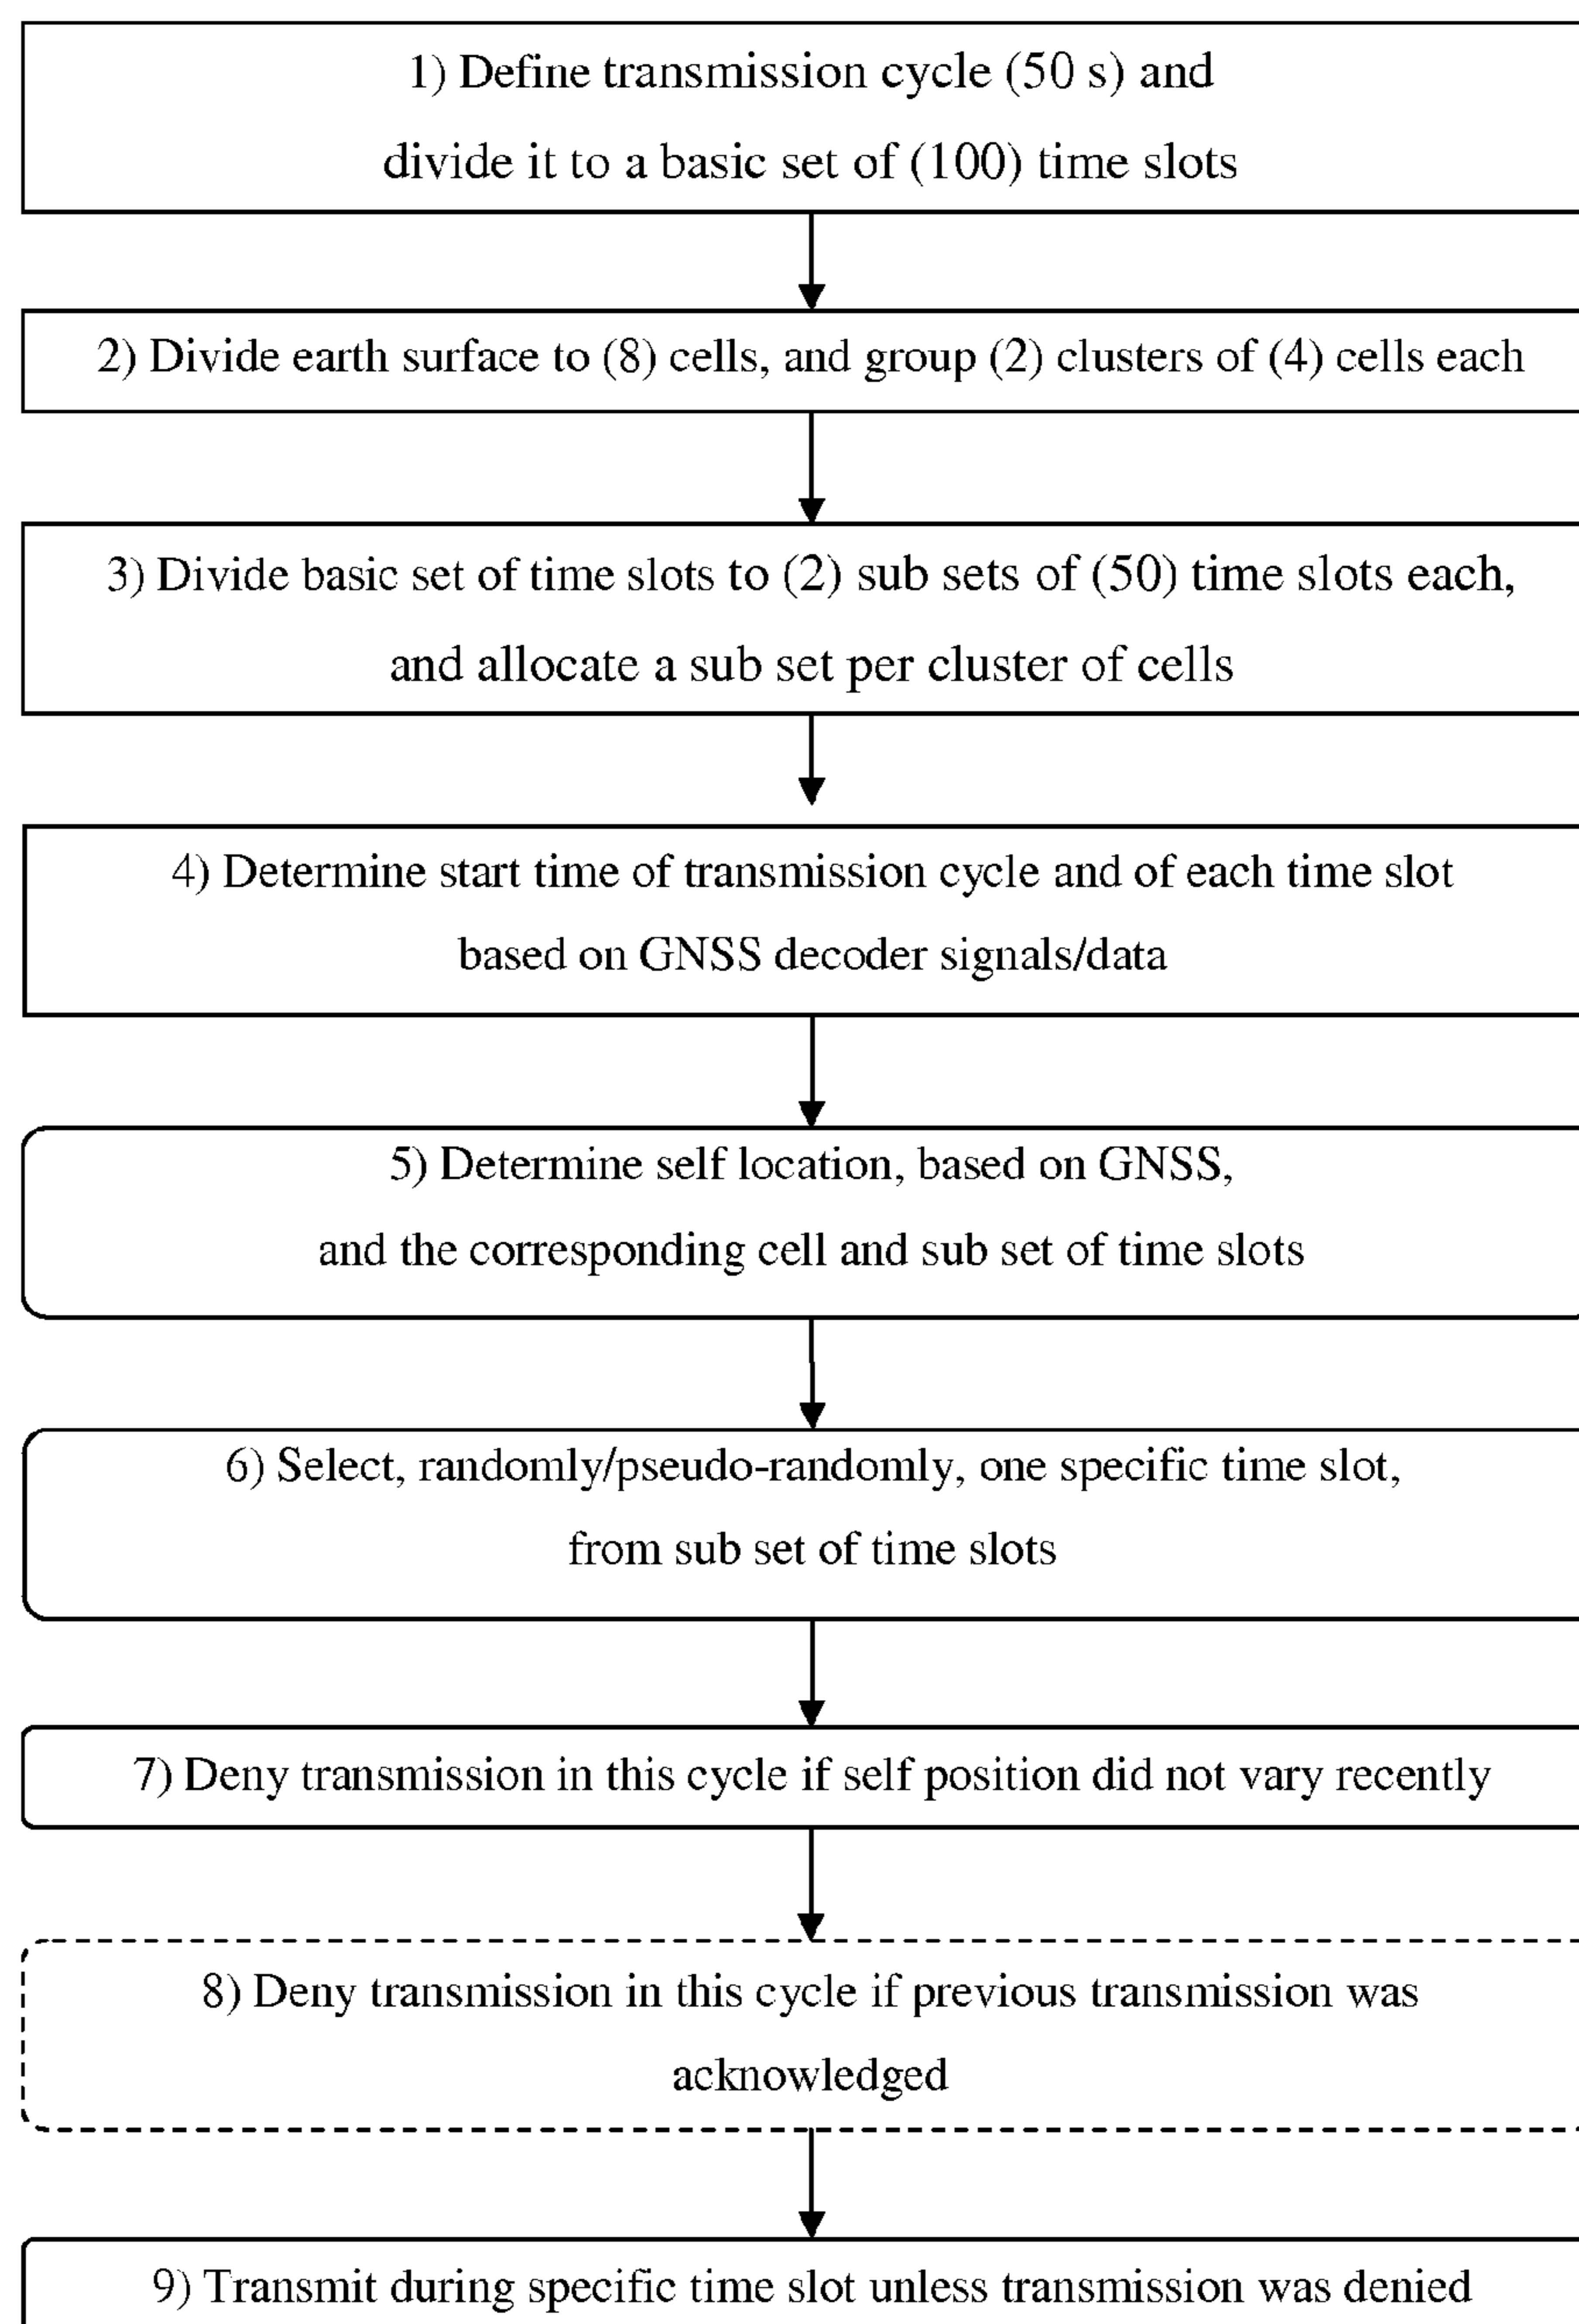 1) Define transmission cycle (50 s) and
divide it to a basic set of (100) time slots
2) Divide earth surface to (8) cells, and group (2) clusters of (4) cells each
3) Divide basic set of time slots to (2) sub sets of (50) time slots each,
and allocate a sub set per cluster of cells
4) Determine start time of transmission cycle and of each time slot
based on GNSS decoder signals/data
5) Determine self location, based on GNSS,
and the corresponding cell and sub set of time slots
6) Select, randomly/pseudo-randomly, one specific time slot,
from sub set of time slots
7) Deny transmission in this cycle if self position did not vary recently
8) Deny transmission in this cycle if previous transmission was
acknowledged
9) Transmit during specific time slot unless transmission was denied